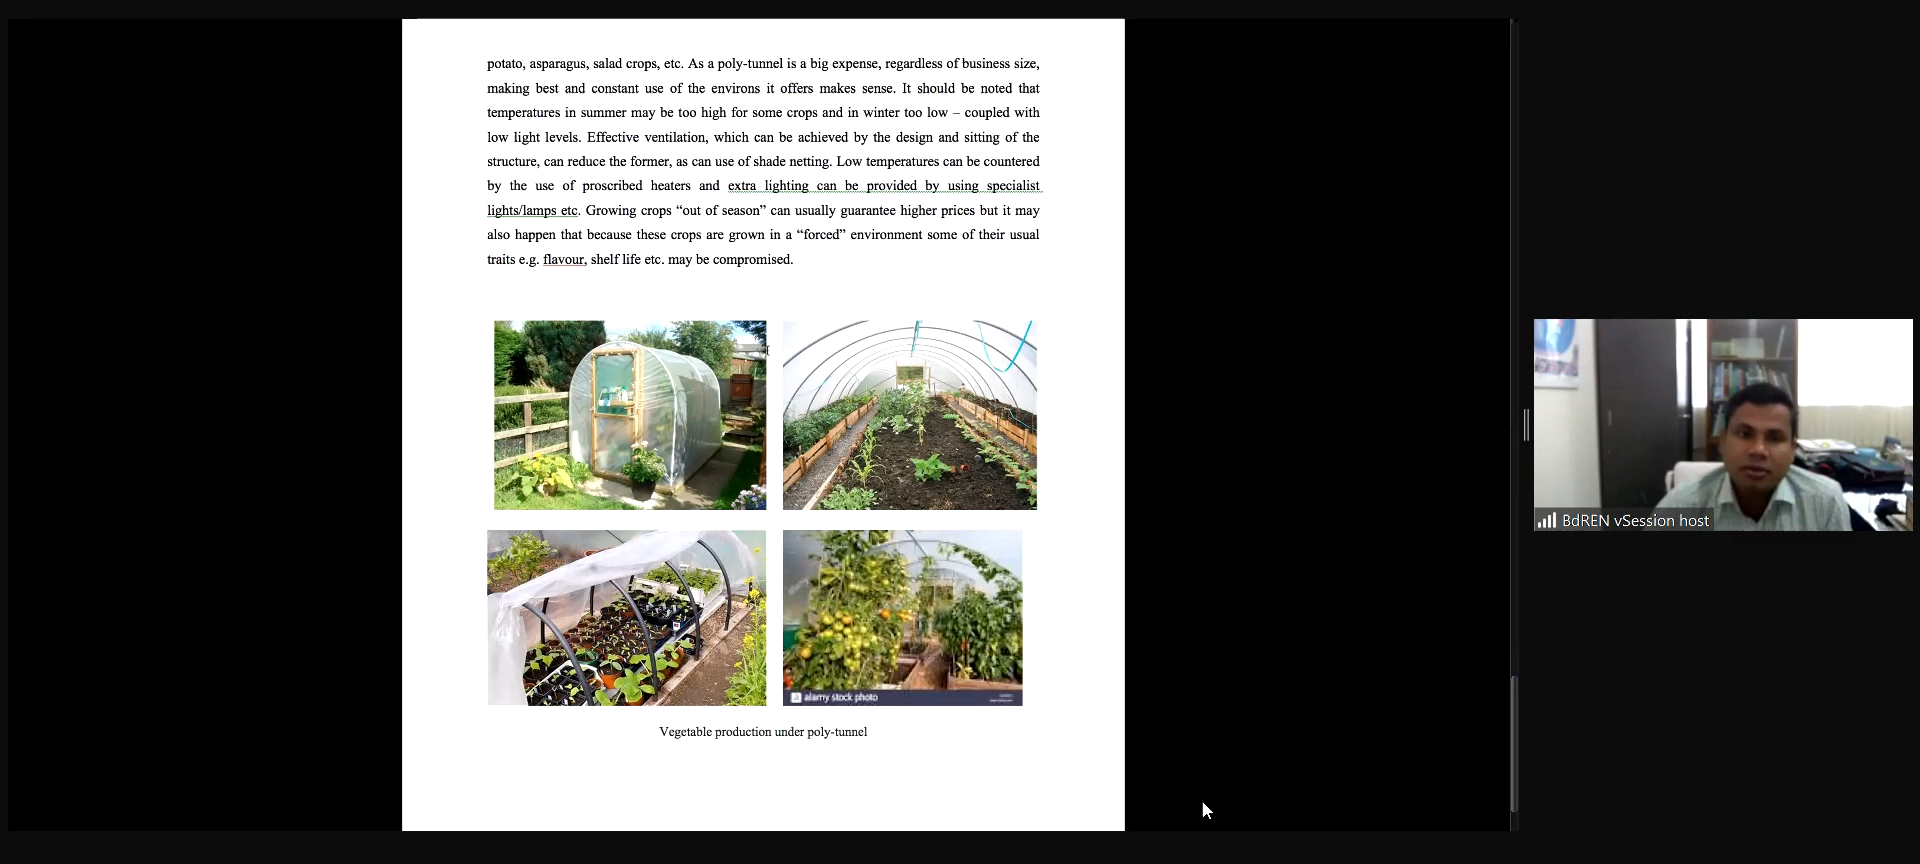 potato, asparagus, salad crops, etc. As a poly-tunnel is a big expense, regardless of business size,
making best and constant use of the environs it offers makes sense. It should be noted that
temperatures in summer may be too high for some crops and in winter too low – coupled with
low light levels. Effective ventilation, which can be achieved by the design and sitting of the
structure, can reduce the former, as can use of shade netting. Low temperatures can be countered
by the use of proscribed heaters and extra lighting can be provided by using specialist
lights/lamps etc. Growing crops “out of season” can usually guarantee higher prices but it may
also happen that because these crops are grown in a “forced” environment some of their usual
traits e.g. flavour, shelf life etc. may be compromised.
alamy stock photo
Vegetable production under poly-tunnel
BdREN vSession host